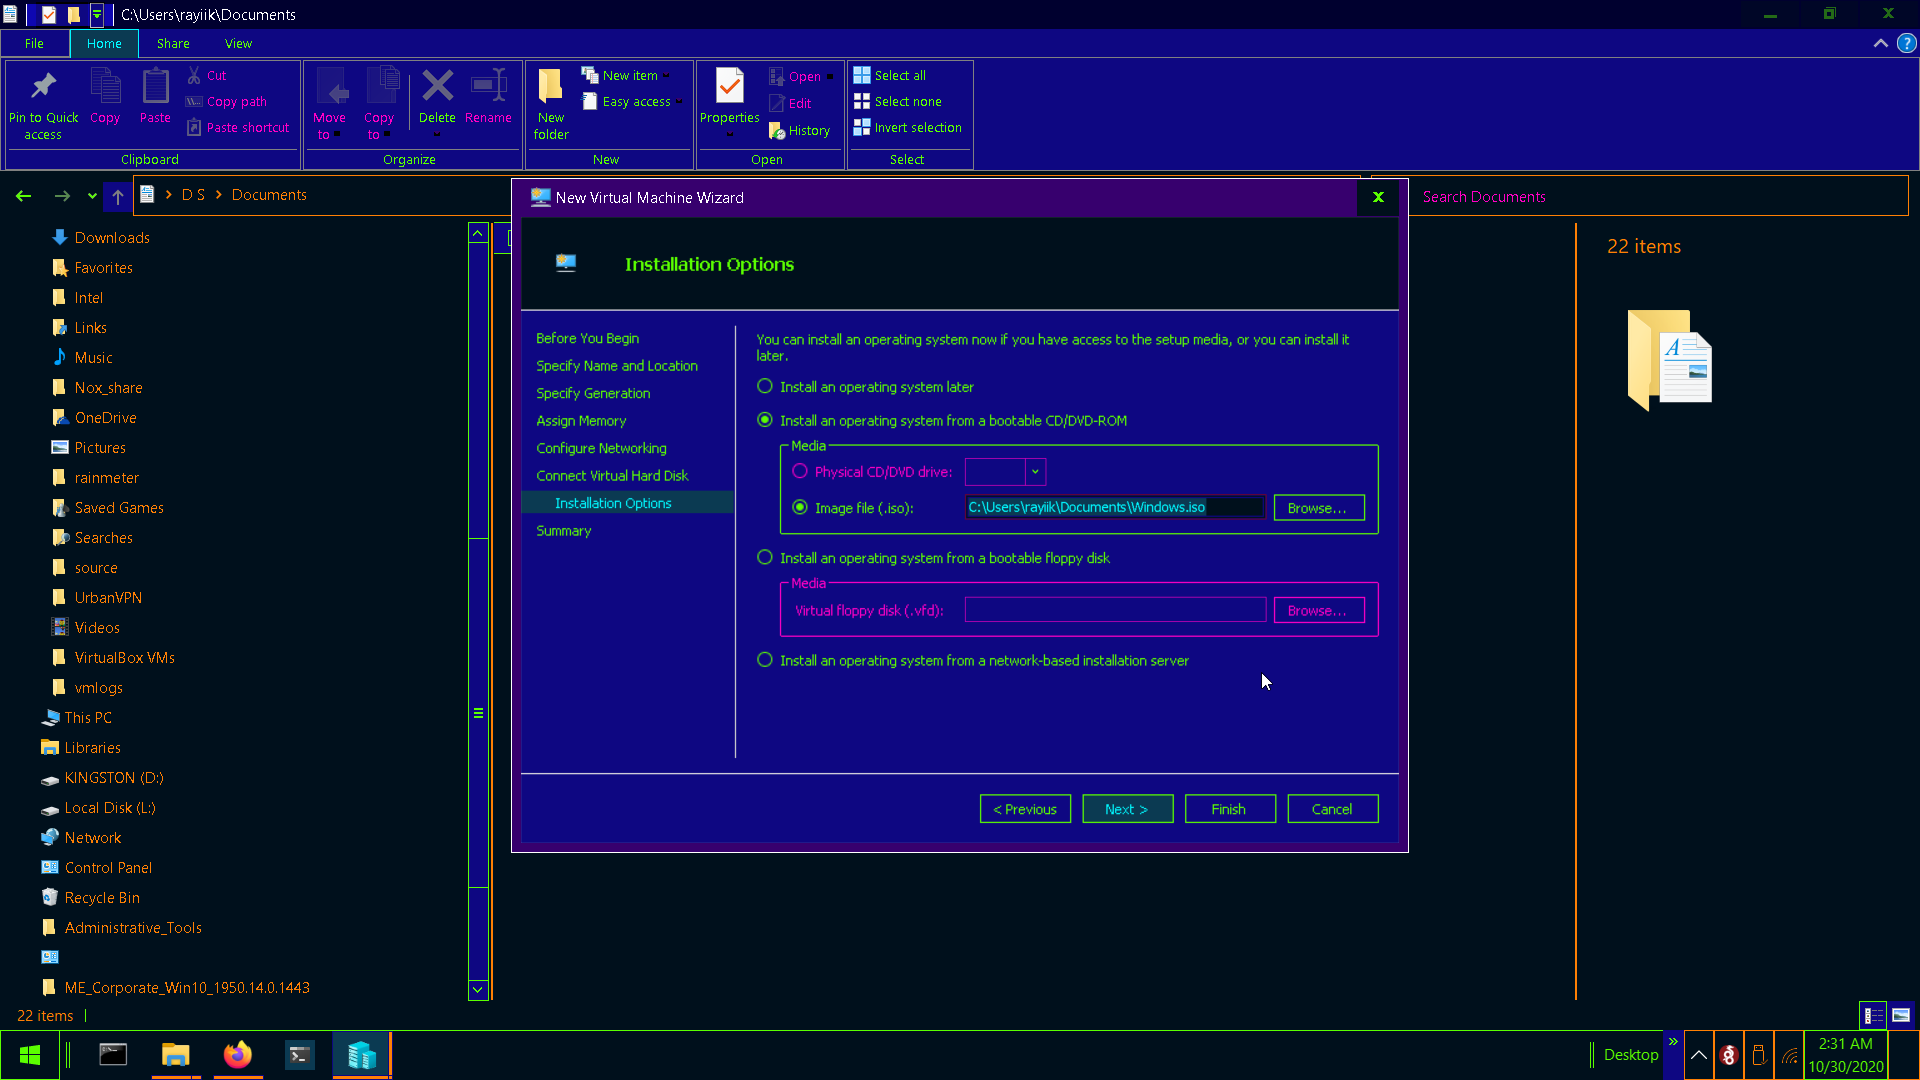 C:\Users\rayiik\Documents
File Home Share View
Pin to Quick access
Copy
Paste
Cut
Copy path
Paste shortcut
Clipboard
Move to
Copy to
Delete
Rename
Organize
New folder
New item
Easy access
New
Properties
Open
Edit
History
Open
Select all
Select none
Invert selection
Select
D S > Documents
Search Documents
Downloads
Favorites
Intel
Links
Music
Nox_share
OneDrive
Pictures
rainmeter
Saved Games
Searches
source
UrbanVPN
Videos
VirtualBox VMs
vmlogs
This PC
Libraries
KINGSTON (D:)
Local Disk (L:)
Network
Control Panel
Recycle Bin
Administrative_Tools
ME_Corporate_Win10_1950.14.0.1443
22 items
New Virtual Machine Wizard
Installation Options
Before You Begin
Specify Name and Location
Specify Generation
Assign Memory
Configure Networking
Connect Virtual Hard Disk
Installation Options
Summary
You can install an operating system now if you have access to the setup media, or you can install it
later.
Install an operating system later
Install an operating system from a bootable CD/DVD-ROM
Media
Physical CD/DVD drive:
Image file (.iso): C:\Users\rayiik\Documents\Windows.iso Browse...
Install an operating system from a bootable floppy disk
Media
Virtual floppy disk (.vfd): Browse...
Install an operating system from a network-based installation server
< Previous Next > Finish Cancel
22 items
Desktop
2:31 AM
10/30/2020